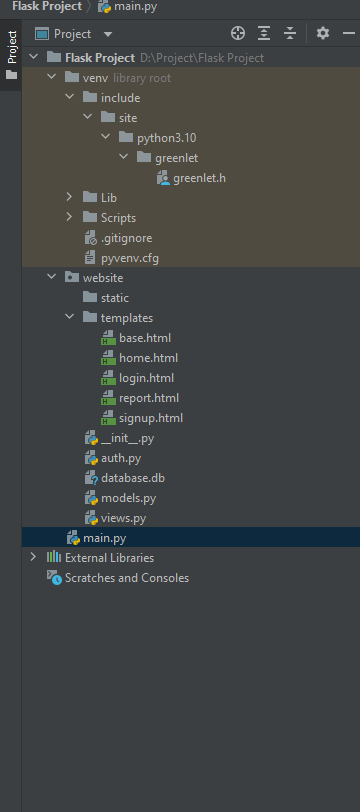 Flask Project main.py
Project
Project
Flask Project D:\Project\Flask Project
venv library root
include
site
python3.10
greenlet
greenlet.h
Lib
Scripts
.gitignore
pyvenv.cfg
website
static
templates
base.html
home.html
login.html
report.html
signup.html
__init__.py
auth.py
database.db
models.py
views.py
main.py
External Libraries
Scratches and Consoles